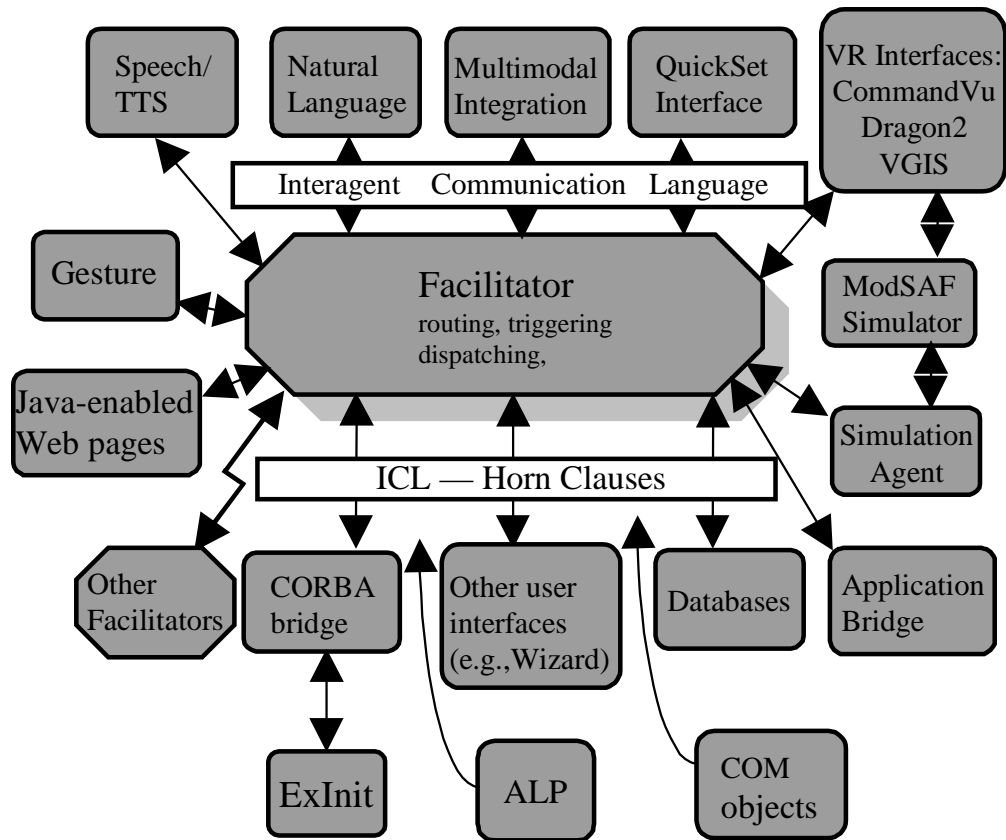 Speech/
TTS
Natural
Language
Multimodal
Integration
QuickSet
Interface
VR Interfaces:
CommandVu
Dragon2
VGIS
Interagent Communication Language
Gesture
Facilitator
routing, triggering
dispatching,
ModSAF
Simulator
Java-enabled
Web pages
Simulation
Agent
ICL — Horn Clauses
Other
Facilitators
CORBA
bridge
Other user
interfaces
(e.g.,Wizard)
Databases
Application
Bridge
ExInit
ALP
COM
objects